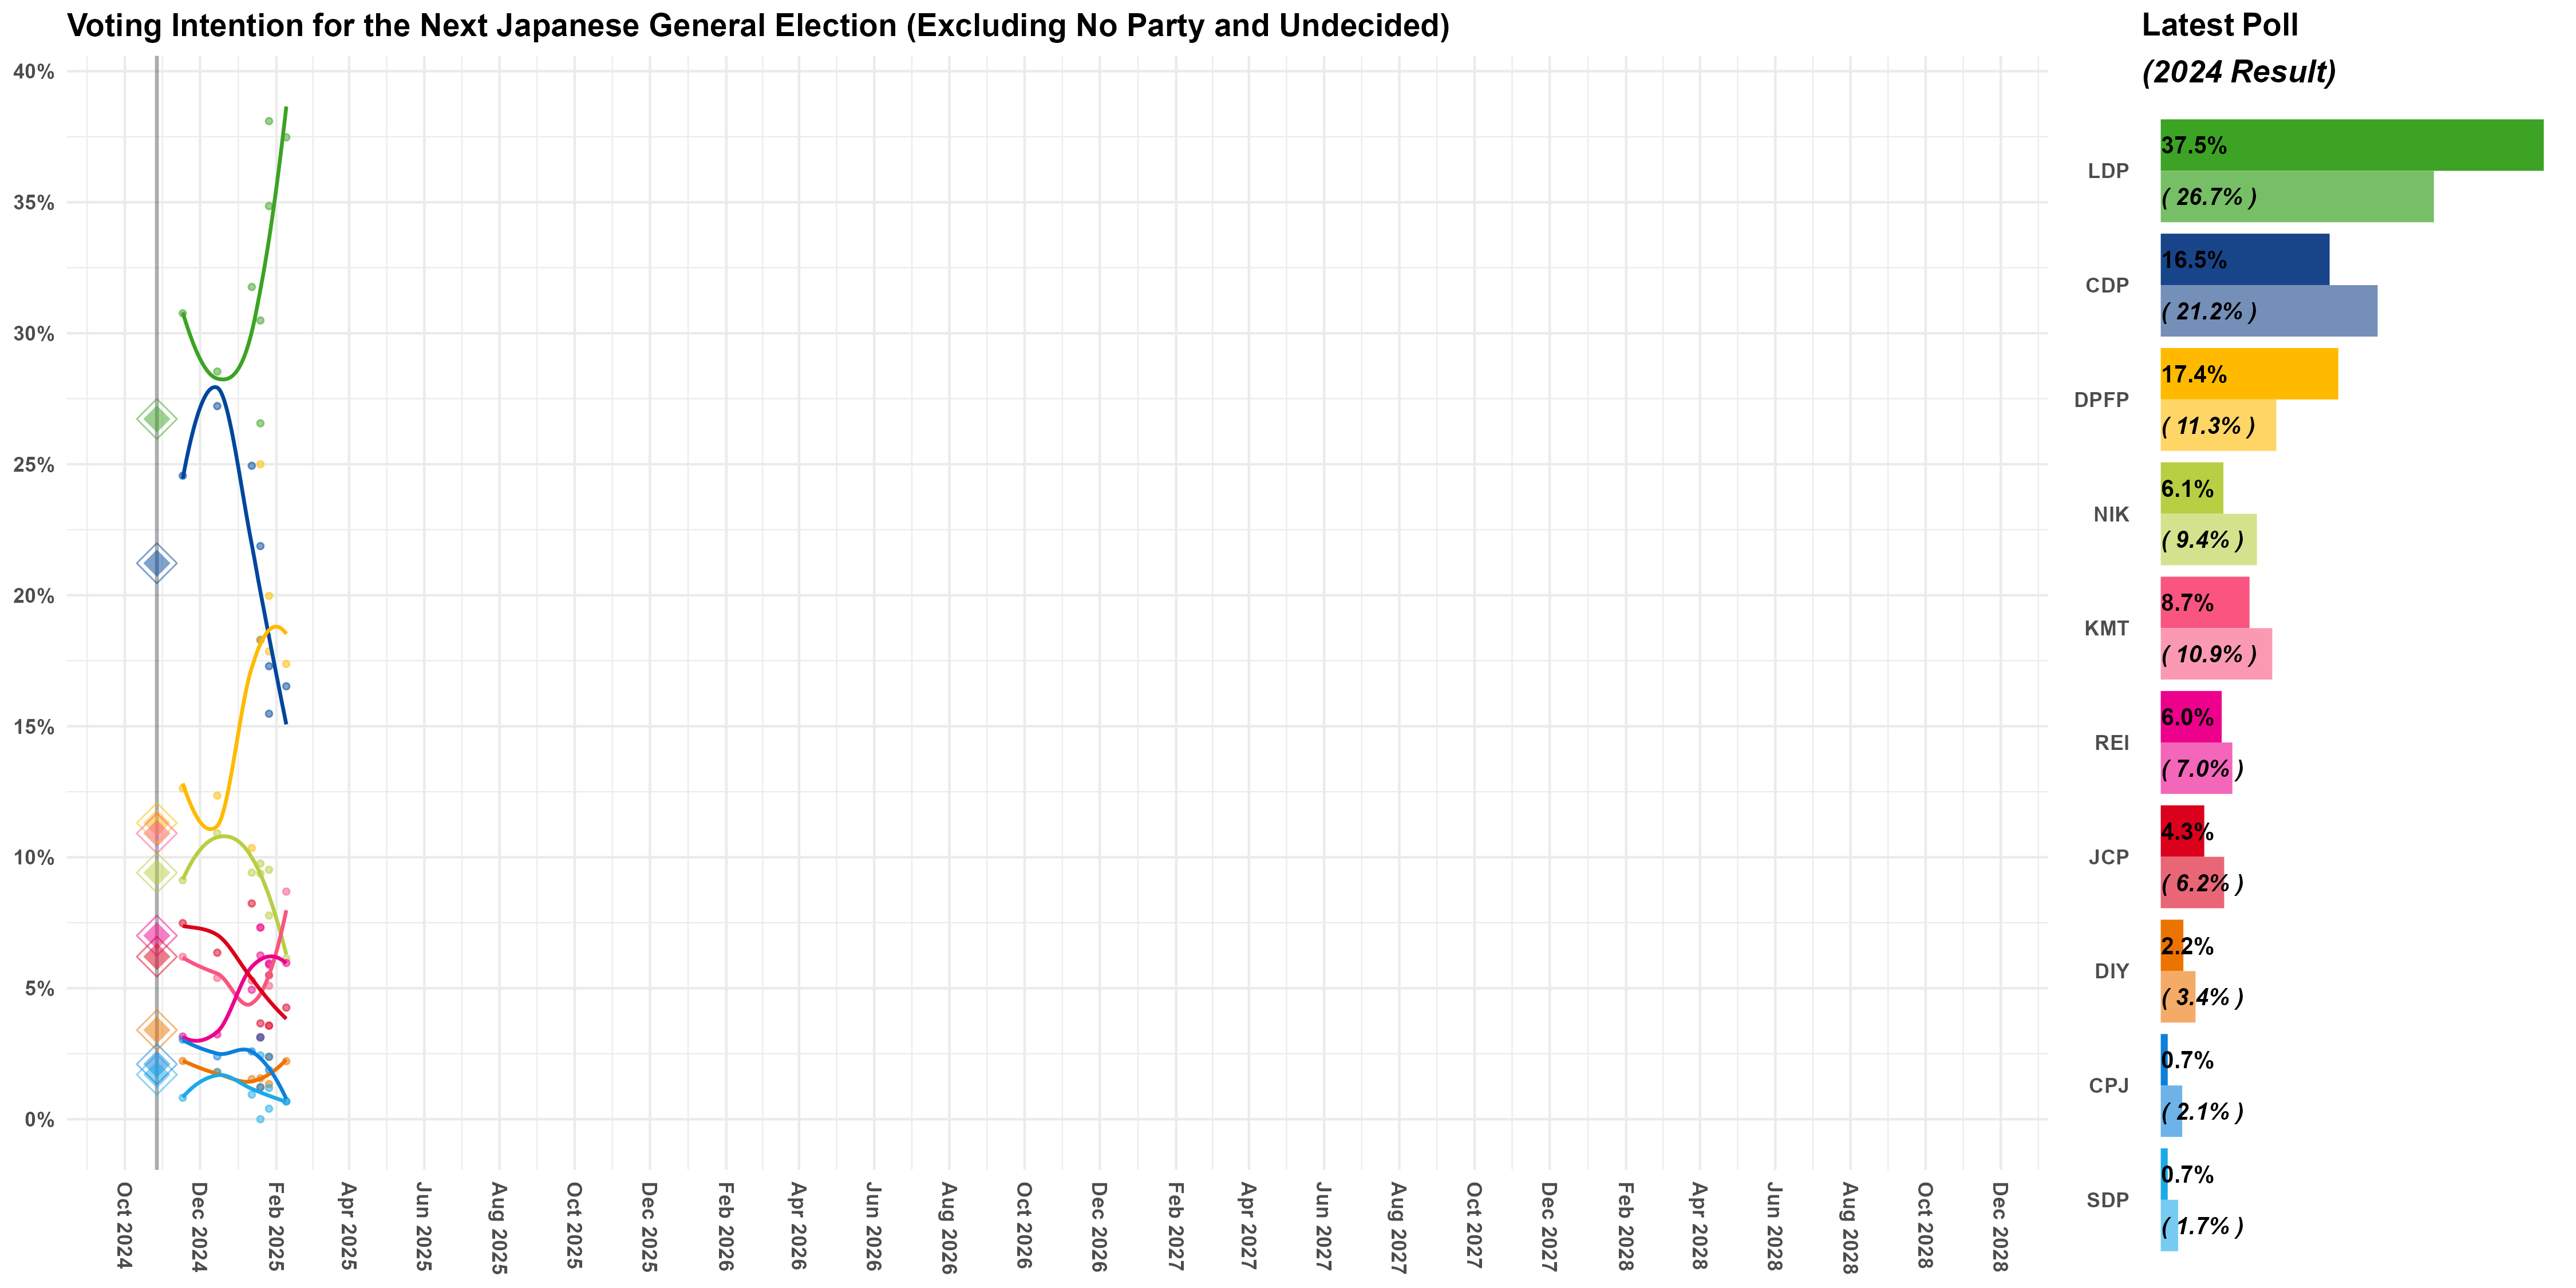 Voting Intention for the Next Japanese General Election (Excluding No Party and Undecided)
40%
35%
30%
25%
20%
15%
10%
5%
0%
Oct 2024
Dec 2024
Feb 2025
Apr 2025
Jun 2025
Aug 2025
Oct 2025
Dec 2025
Feb 2026
Apr 2026
Jun 2026
Aug 2026
Oct 2026
Dec 2026
Feb 2027
Apr 2027
Jun 2027
Aug 2027
Oct 2027
Dec 2027
Feb 2028
Apr 2028
Jun 2028
Aug 2028
Oct 2028
Dec 2028
Latest Poll
(2024 Result)
LDP
37.5%
( 26.7% )
CDP
16.5%
( 21.2% )
DPFP
17.4%
( 11.3% )
NIK
6.1%
( 9.4% )
KMT
8.7%
( 10.9% )
REI
6.0%
( 7.0% )
JCP
4.3%
( 6.2% )
DIY
2.2%
( 3.4% )
CPJ
0.7%
( 2.1% )
SDP
0.7%
( 1.7% )